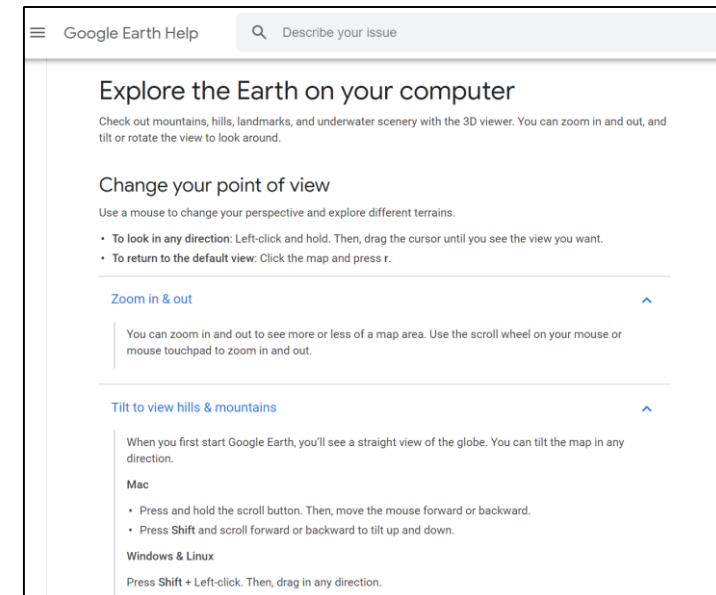 Google Earth Help
Describe your issue
Explore the Earth on your computer
Check out mountains, hills, landmarks, and underwater scenery with the 3D viewer. You can zoom in and out, and
tilt or rotate the view to look around.
Change your point of view
Use a mouse to change your perspective and explore different terrains.
• To look in any direction: Left-click and hold. Then, drag the cursor until you see the view you want.
• To return to the default view: Click the map and press r.
Zoom in & out
You can zoom in and out to see more or less of a map area. Use the scroll wheel on your mouse or
mouse touchpad to zoom in and out.
Tilt to view hills & mountains
When you first start Google Earth, you'll see a straight view of the globe. You can tilt the map in any
direction.
Mac
• Press and hold the scroll button. Then, move the mouse forward or backward.
• Press Shift and scroll forward or backward to tilt up and down.
Windows & Linux
Press Shift + Left-click. Then, drag in any direction.